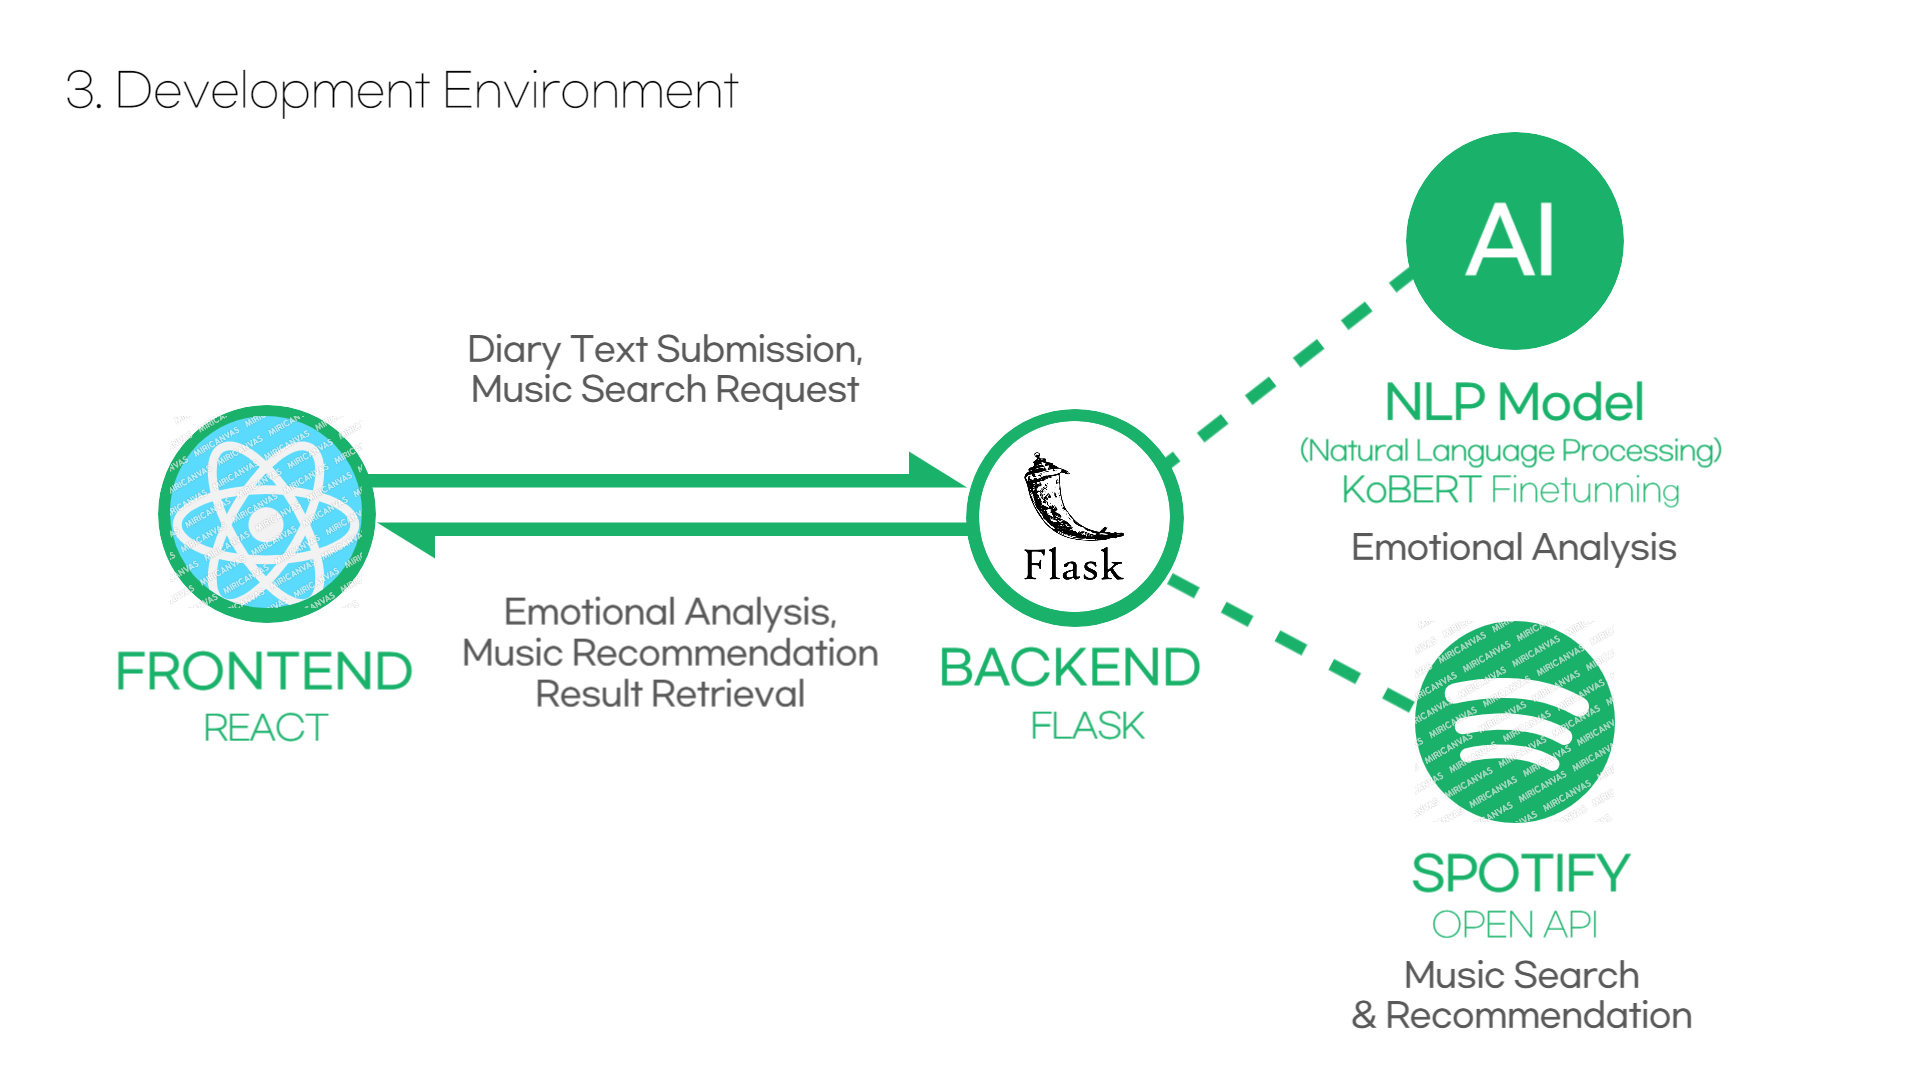 3. Development Environment
AI
NLP Model
(Natural Language Processing)
KoBERT Finetunning
Emotional Analysis
Diary Text Submission,
Music Search Request
Flask
Emotional Analysis,
Music Recommendation
Result Retrieval
FRONTEND
REACT
BACKEND
FLASK
MIRICANVAS
SPOTIFY
OPEN API
Music Search
& Recommendation